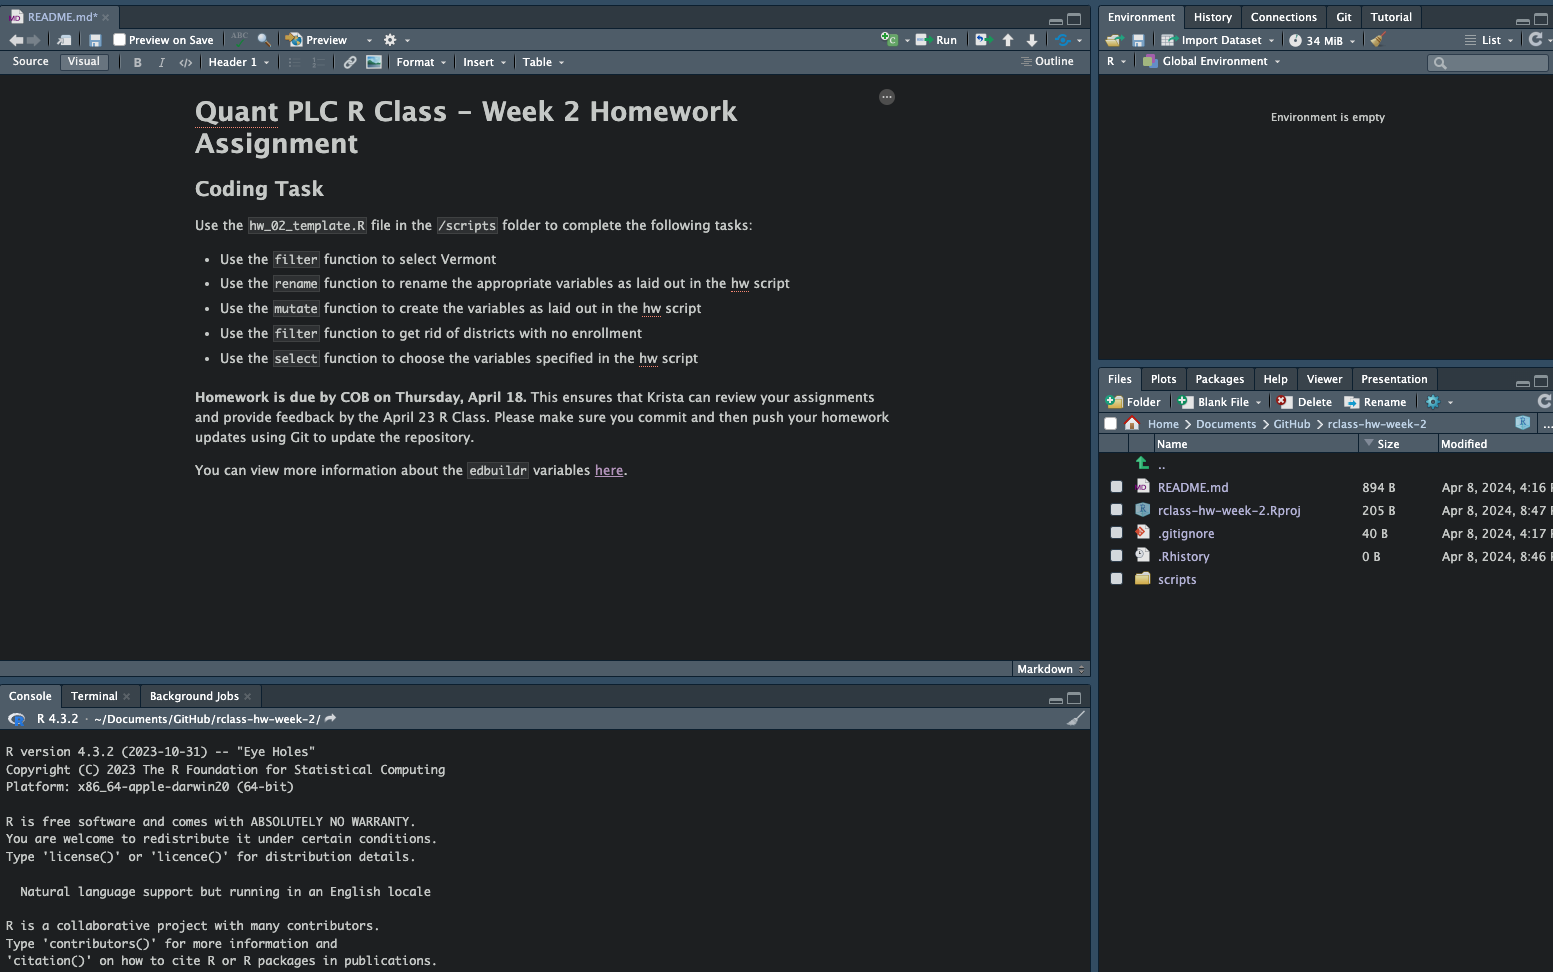 README.md*
Preview on Save
ABC
Preview
Run
Source
Visual
B
I
</>
Header 1
Format
Insert
Table
Outline
Quant PLC R Class – Week 2 Homework
Assignment
Coding Task
Use the hw_02_template.R file in the /scripts folder to complete the following tasks:
• Use the filter function to select Vermont
• Use the rename function to rename the appropriate variables as laid out in the hw script
• Use the mutate function to create the variables as laid out in the hw script
• Use the filter function to get rid of districts with no enrollment
• Use the select function to choose the variables specified in the hw script
Homework is due by COB on Thursday, April 18. This ensures that Krista can review your assignments
and provide feedback by the April 23 R Class. Please make sure you commit and then push your homework
updates using Git to update the repository.
You can view more information about the edbuildr variables here.
Markdown
Console Terminal Background Jobs
R 4.3.2 · ~/Documents/GitHub/rclass-hw-week-2/
R version 4.3.2 (2023-10-31) -- "Eye Holes"
Copyright (C) 2023 The R Foundation for Statistical Computing
Platform: x86_64-apple-darwin20 (64-bit)
R is free software and comes with ABSOLUTELY NO WARRANTY.
You are welcome to redistribute it under certain conditions.
Type 'license()' or 'licence()' for distribution details.
Natural language support but running in an English locale
R is a collaborative project with many contributors.
Type 'contributors()' for more information and
'citation()' on how to cite R or R packages in publications.
Environment History Connections Git Tutorial
Import Dataset 34 MiB List
R Global Environment
Environment is empty
Files Plots Packages Help Viewer Presentation
Folder Blank File Delete Rename
Home > Documents > GitHub > rclass-hw-week-2 ...
Name Size Modified
..
README.md 894 B Apr 8, 2024, 4:16
rclass-hw-week-2.Rproj 205 B Apr 8, 2024, 8:47
.gitignore 40 B Apr 8, 2024, 4:17
.Rhistory 0 B Apr 8, 2024, 8:46
scripts